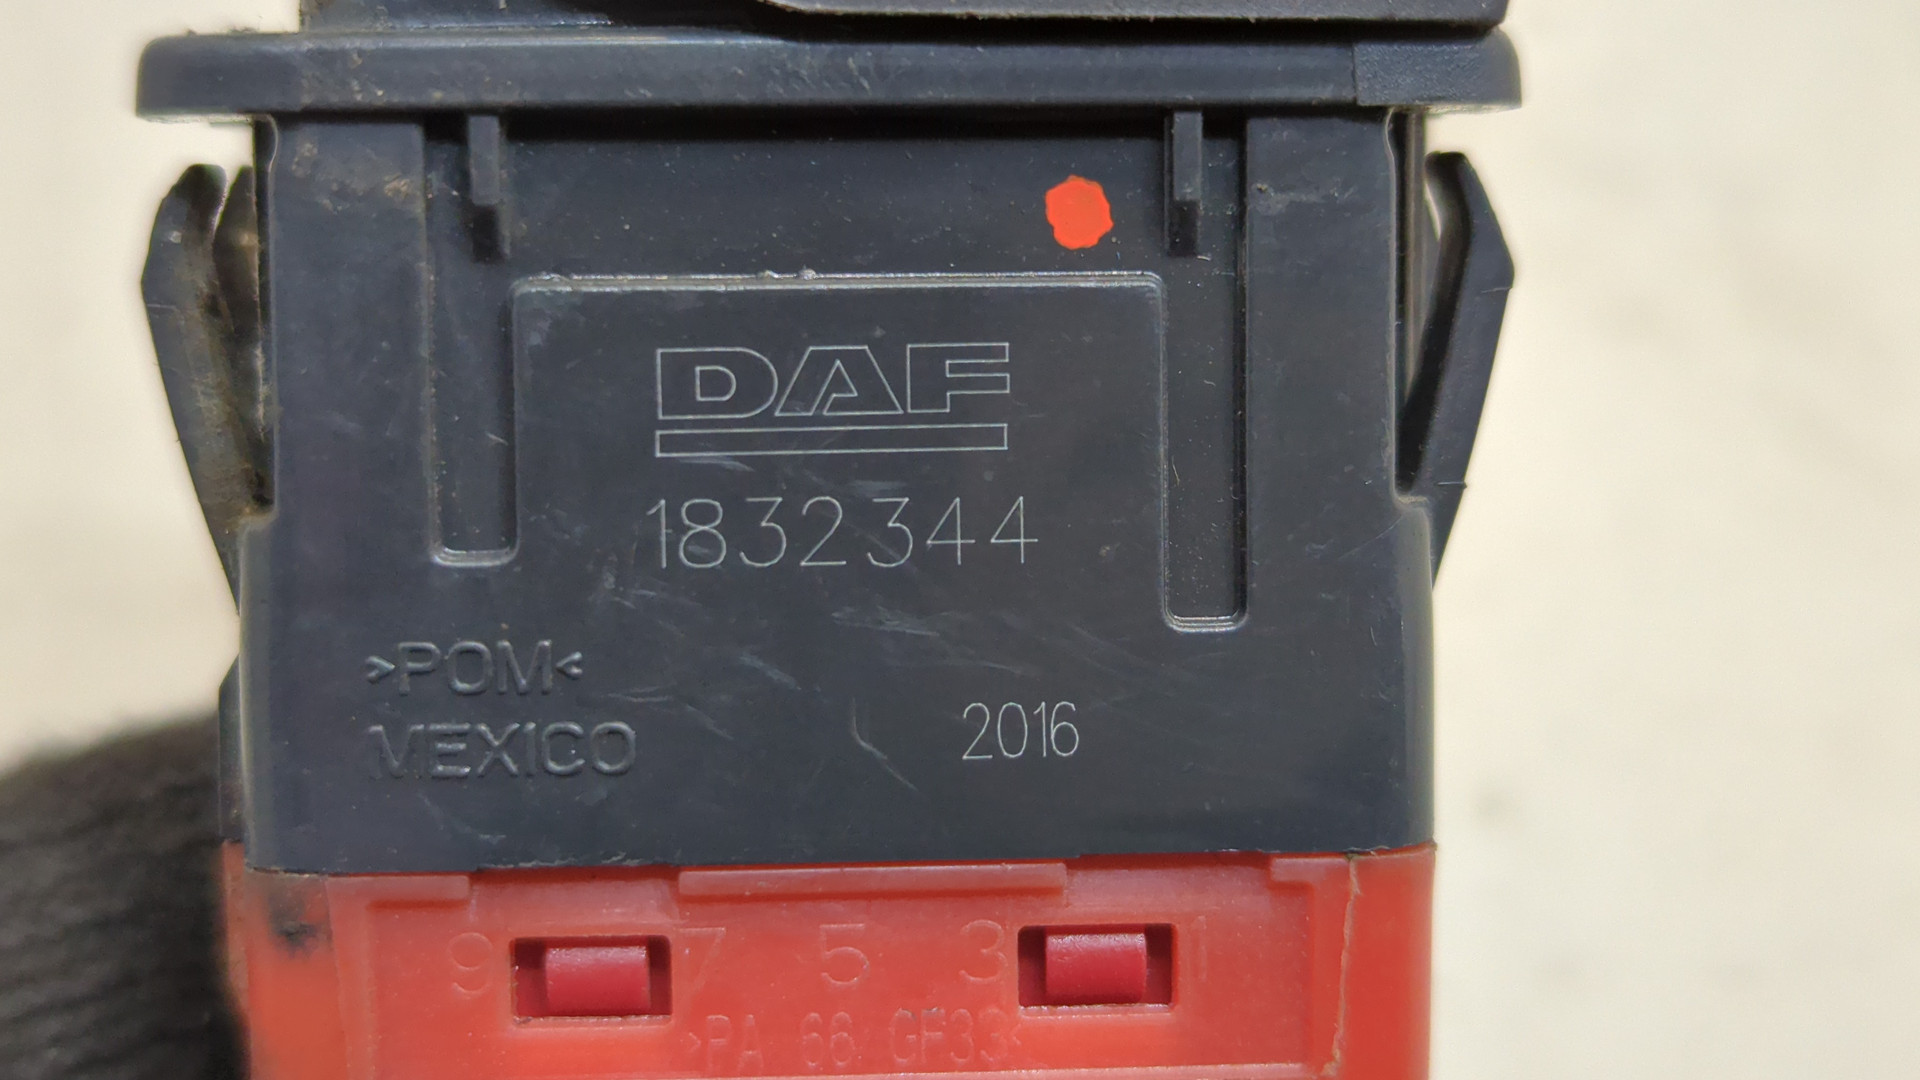 DAF
1832344
>POM<
MEXICO
2016
9 7 5 3 1
>PA 66 GF33<